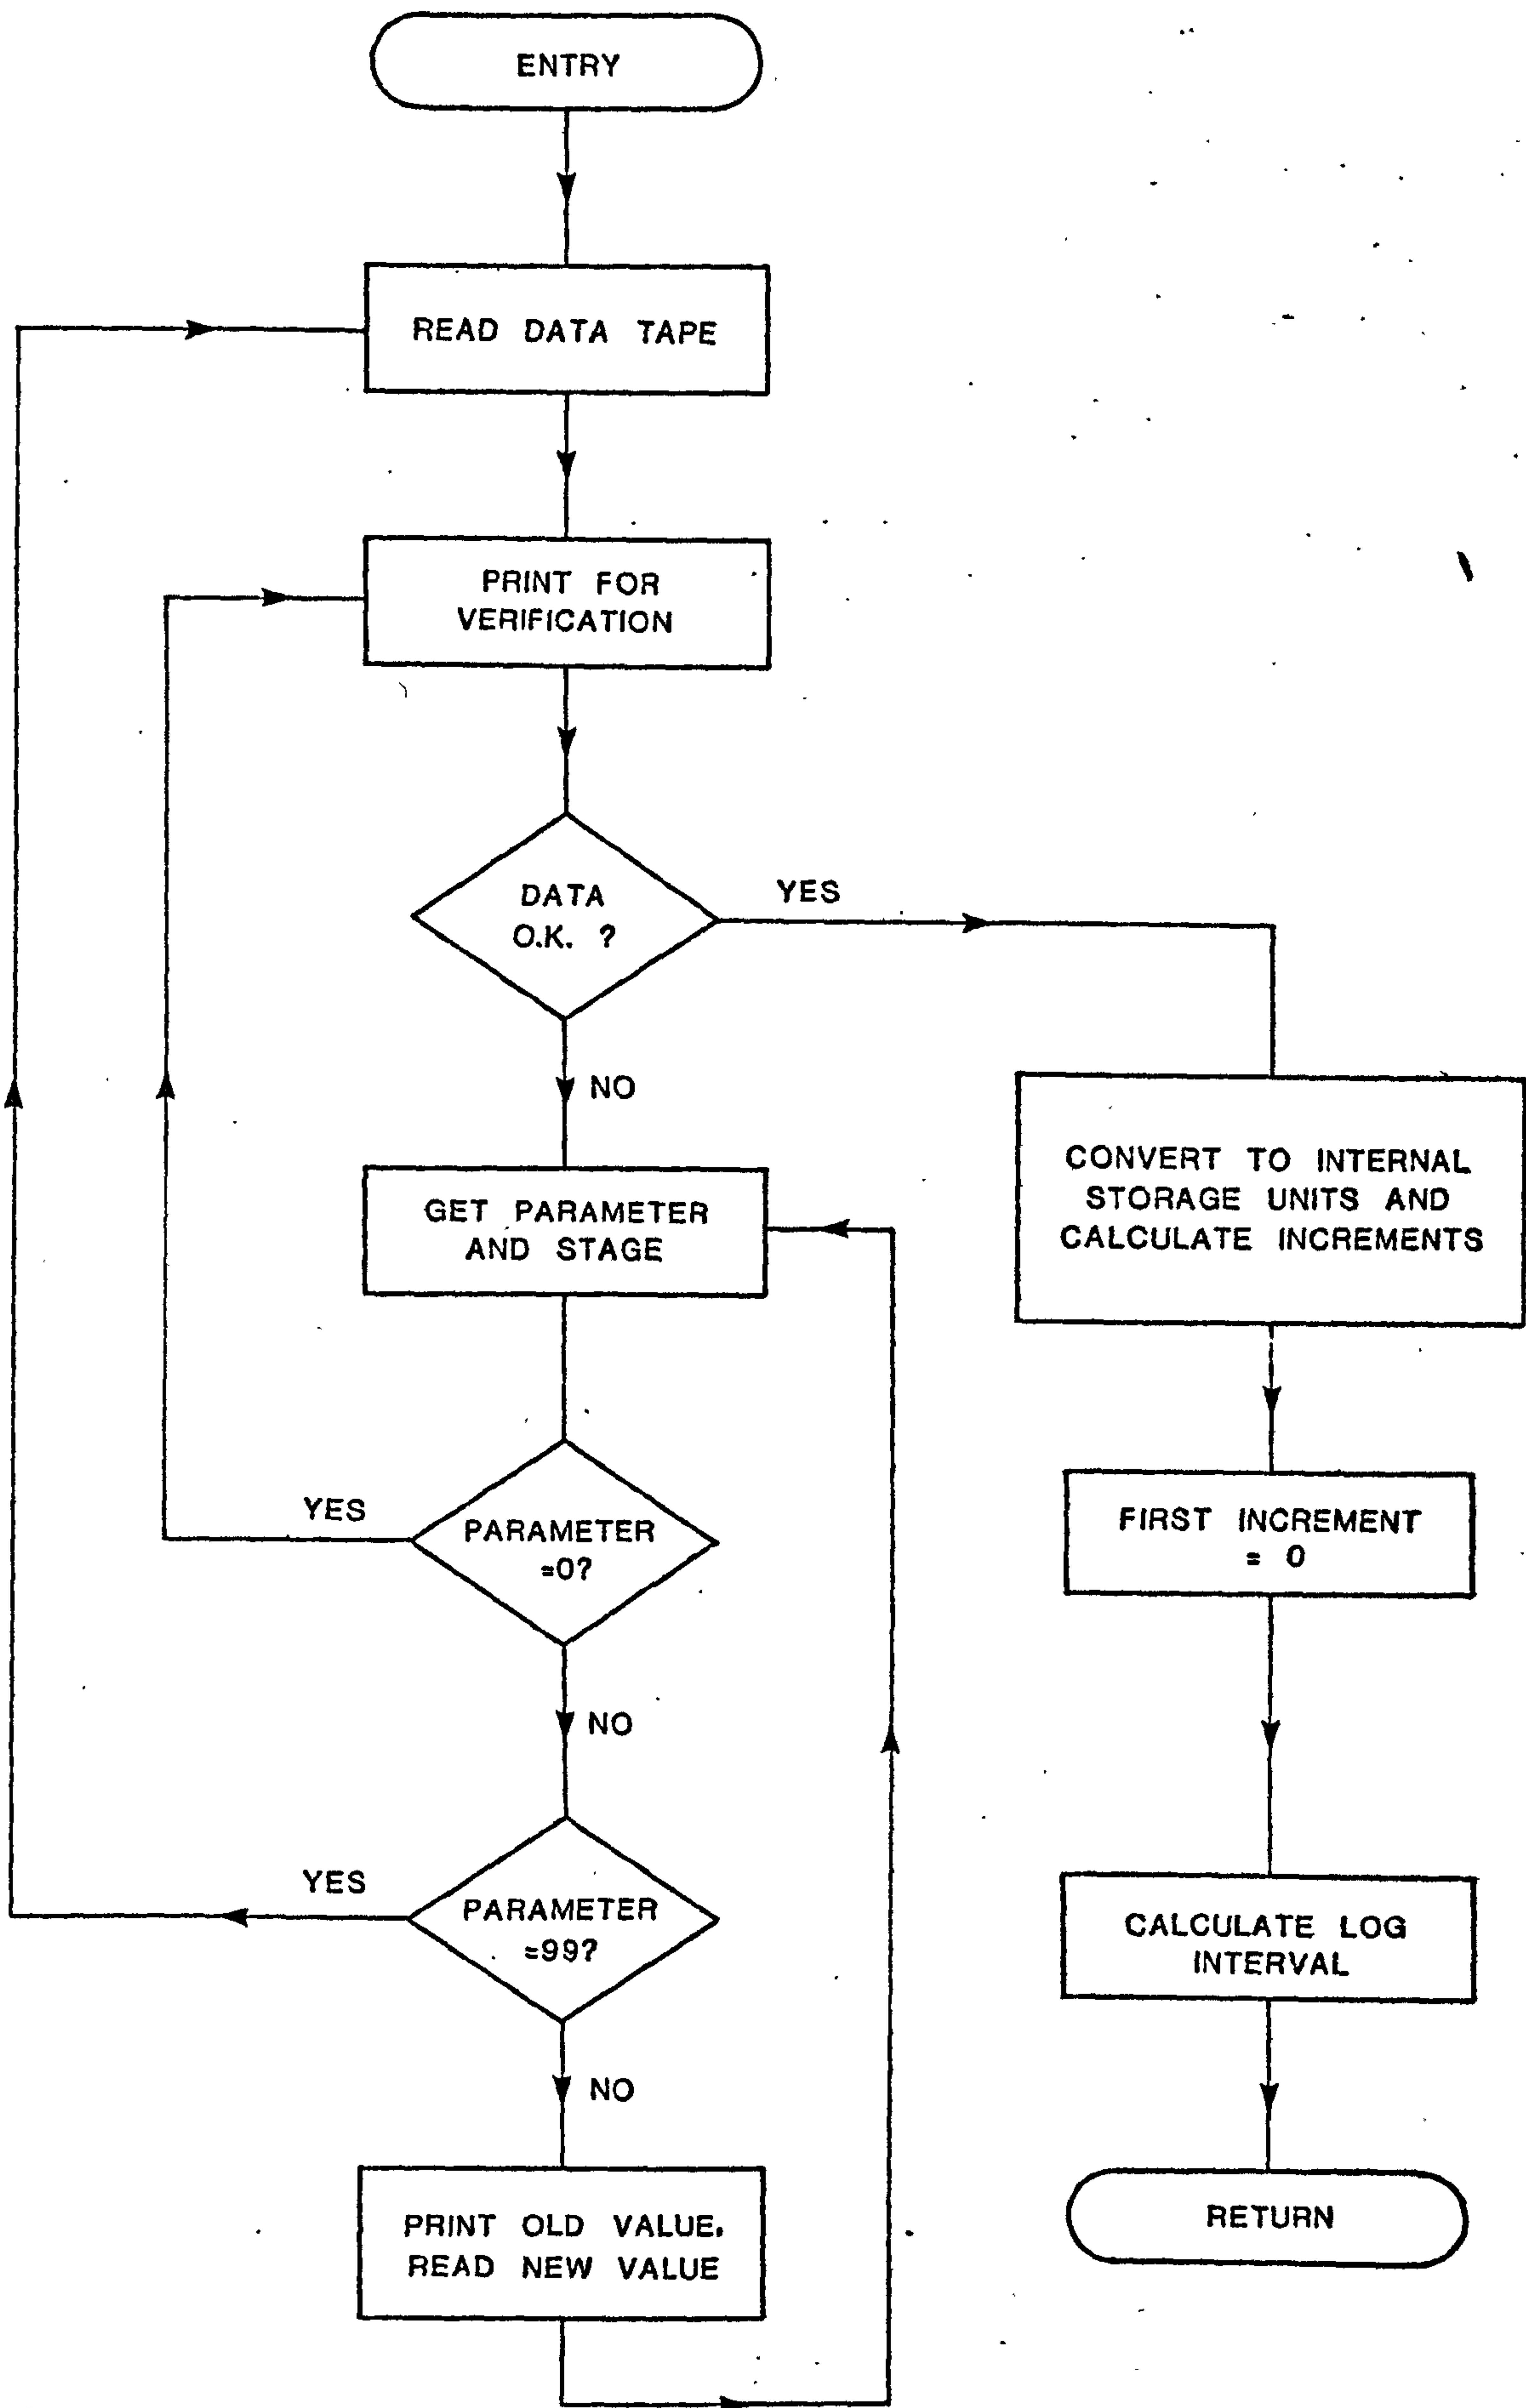 ENTRY
READ DATA TAPE
PRINT FOR
VERIFICATION
DATA
O.K. ?
YES
NO
GET PARAMETER
AND STAGE
PARAMETER
=0?
YES
NO
PARAMETER
=99?
YES
NO
PRINT OLD VALUE.
READ NEW VALUE
CONVERT TO INTERNAL
STORAGE UNITS AND
CALCULATE INCREMENTS
FIRST INCREMENT
= 0
CALCULATE LOG
INTERVAL
RETURN